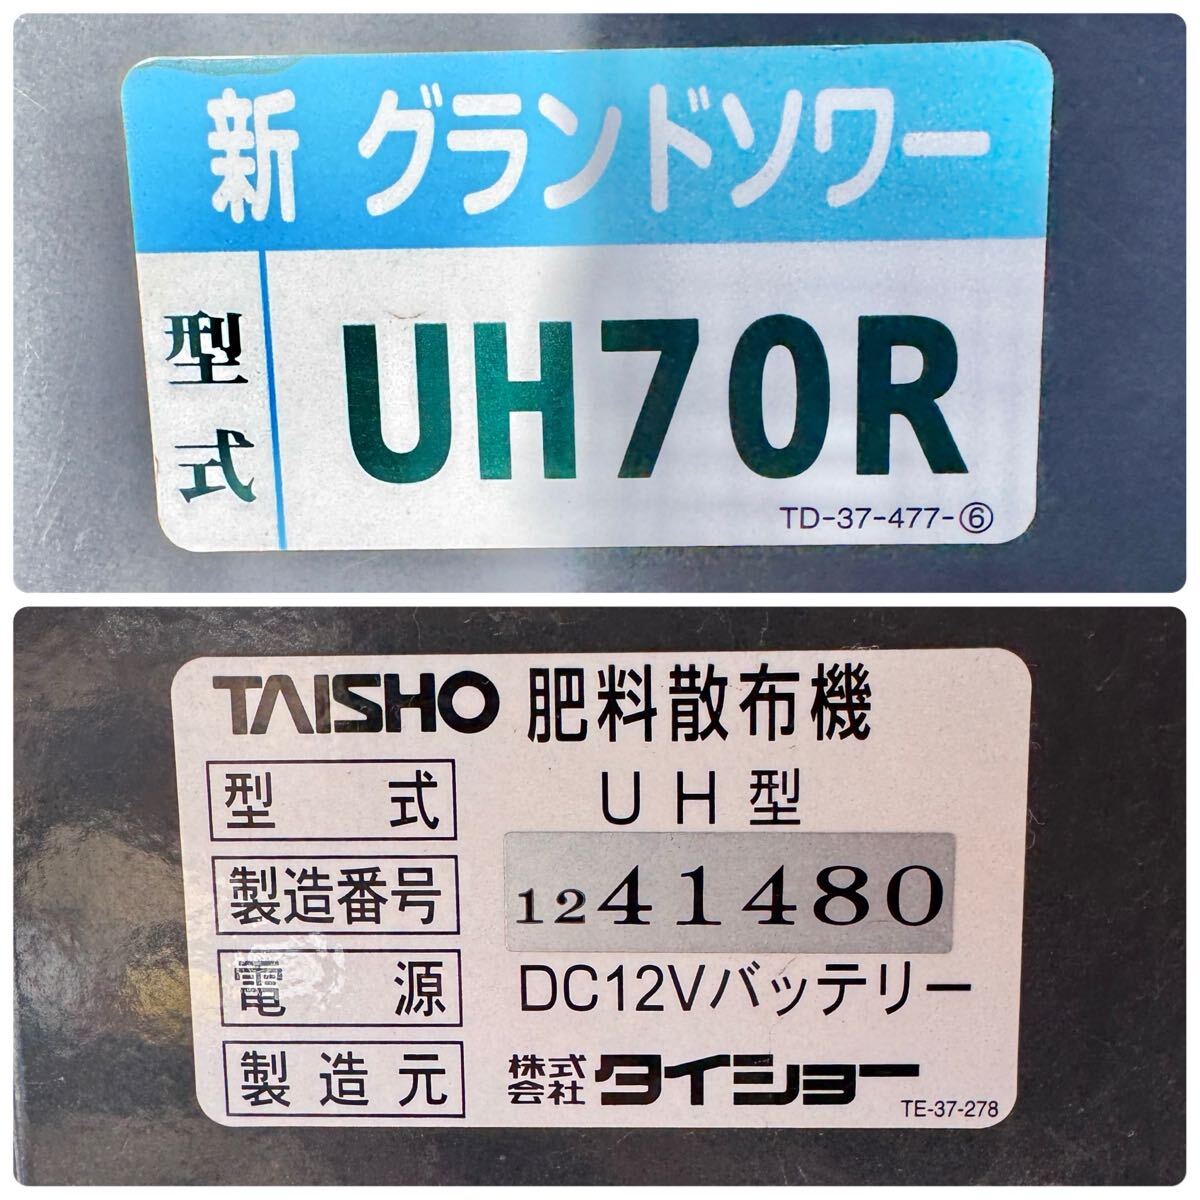 新 グランドソワー
型式 UH70R
TD-37-477-⑥
TAISHO 肥料散布機
型式 UH型
製造番号 1241480
電源 DC12Vバッテリー
製造元 株式会社 タイショー
TE-37-278